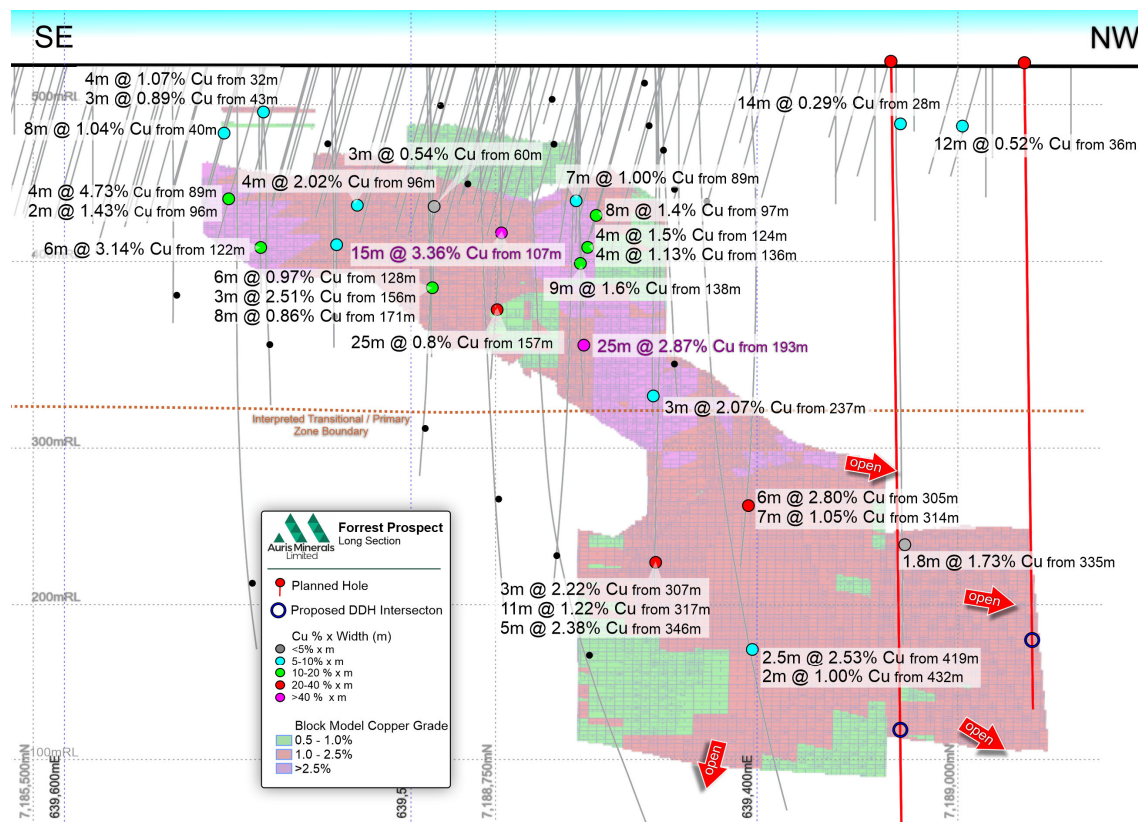 SE
NW
4m @ 1.07% Cu from 32m
3m @ 0.89% Cu from 43m
500mRL
14m @ 0.29% Cu from 28m
8m @ 1.04% Cu from 40m
12m @ 0.52% Cu from 36m
3m @ 0.54% Cu from 60m
4m @ 4.73% Cu from 89m
2m @ 1.43% Cu from 96m
4m @ 2.02% Cu from 96m
7m @ 1.00% Cu from 89m
8m @ 1.4% Cu from 97m
4m @ 1.5% Cu from 124m
4m @ 1.13% Cu from 136m
6m @ 3.14% Cu from 122m
15m @ 3.36% Cu from 107m
6m @ 0.97% Cu from 128m
3m @ 2.51% Cu from 156m
8m @ 0.86% Cu from 171m
9m @ 1.6% Cu from 138m
25m @ 0.8% Cu from 157m
25m @ 2.87% Cu from 193m
3m @ 2.07% Cu from 237m
Interpreted Transitional / Primary
Zone Boundary
300mRL
open
6m @ 2.80% Cu from 305m
7m @ 1.05% Cu from 314m
1.8m @ 1.73% Cu from 335m
3m @ 2.22% Cu from 307m
11m @ 1.22% Cu from 317m
5m @ 2.38% Cu from 346m
200mRL
open
2.5m @ 2.53% Cu from 419m
2m @ 1.00% Cu from 432m
open
open
100mRL
Auris Minerals
Limited
Forrest Prospect
Long Section
Planned Hole
Proposed DDH Intersecton
Cu % x Width (m)
<5% x m
5-10% x m
10-20 % x m
20-40 % x m
>40 % x m
Block Model Copper Grade
0.5 - 1.0%
1.0 - 2.5%
>2.5%
7,185,500mN
639,600mE
7,188,750mN
639,400mE
7,189,000mN